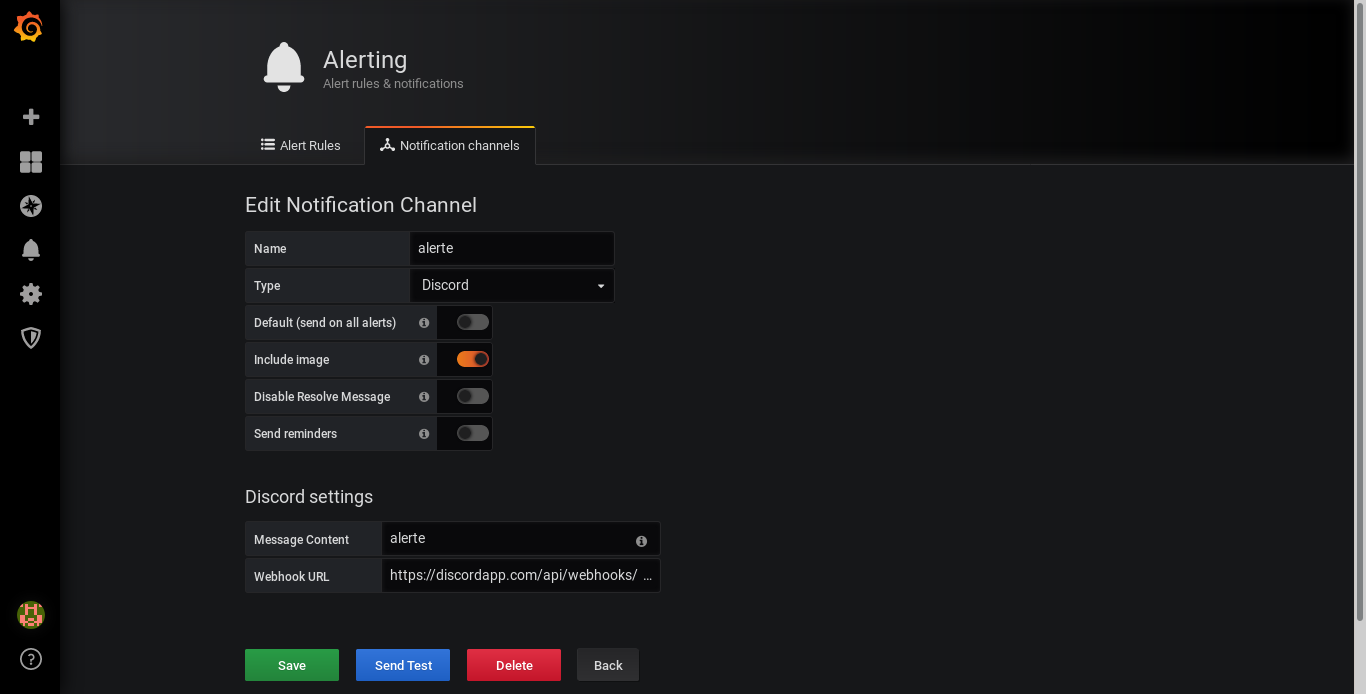 Alerting
Alert rules & notifications
Alert Rules
Notification channels
Edit Notification Channel
Name alerte
Type Discord
Default (send on all alerts)
Include image
Disable Resolve Message
Send reminders
Discord settings
Message Content alerte
Webhook URL https://discordapp.com/api/webhooks/ ...
Save Send Test Delete Back